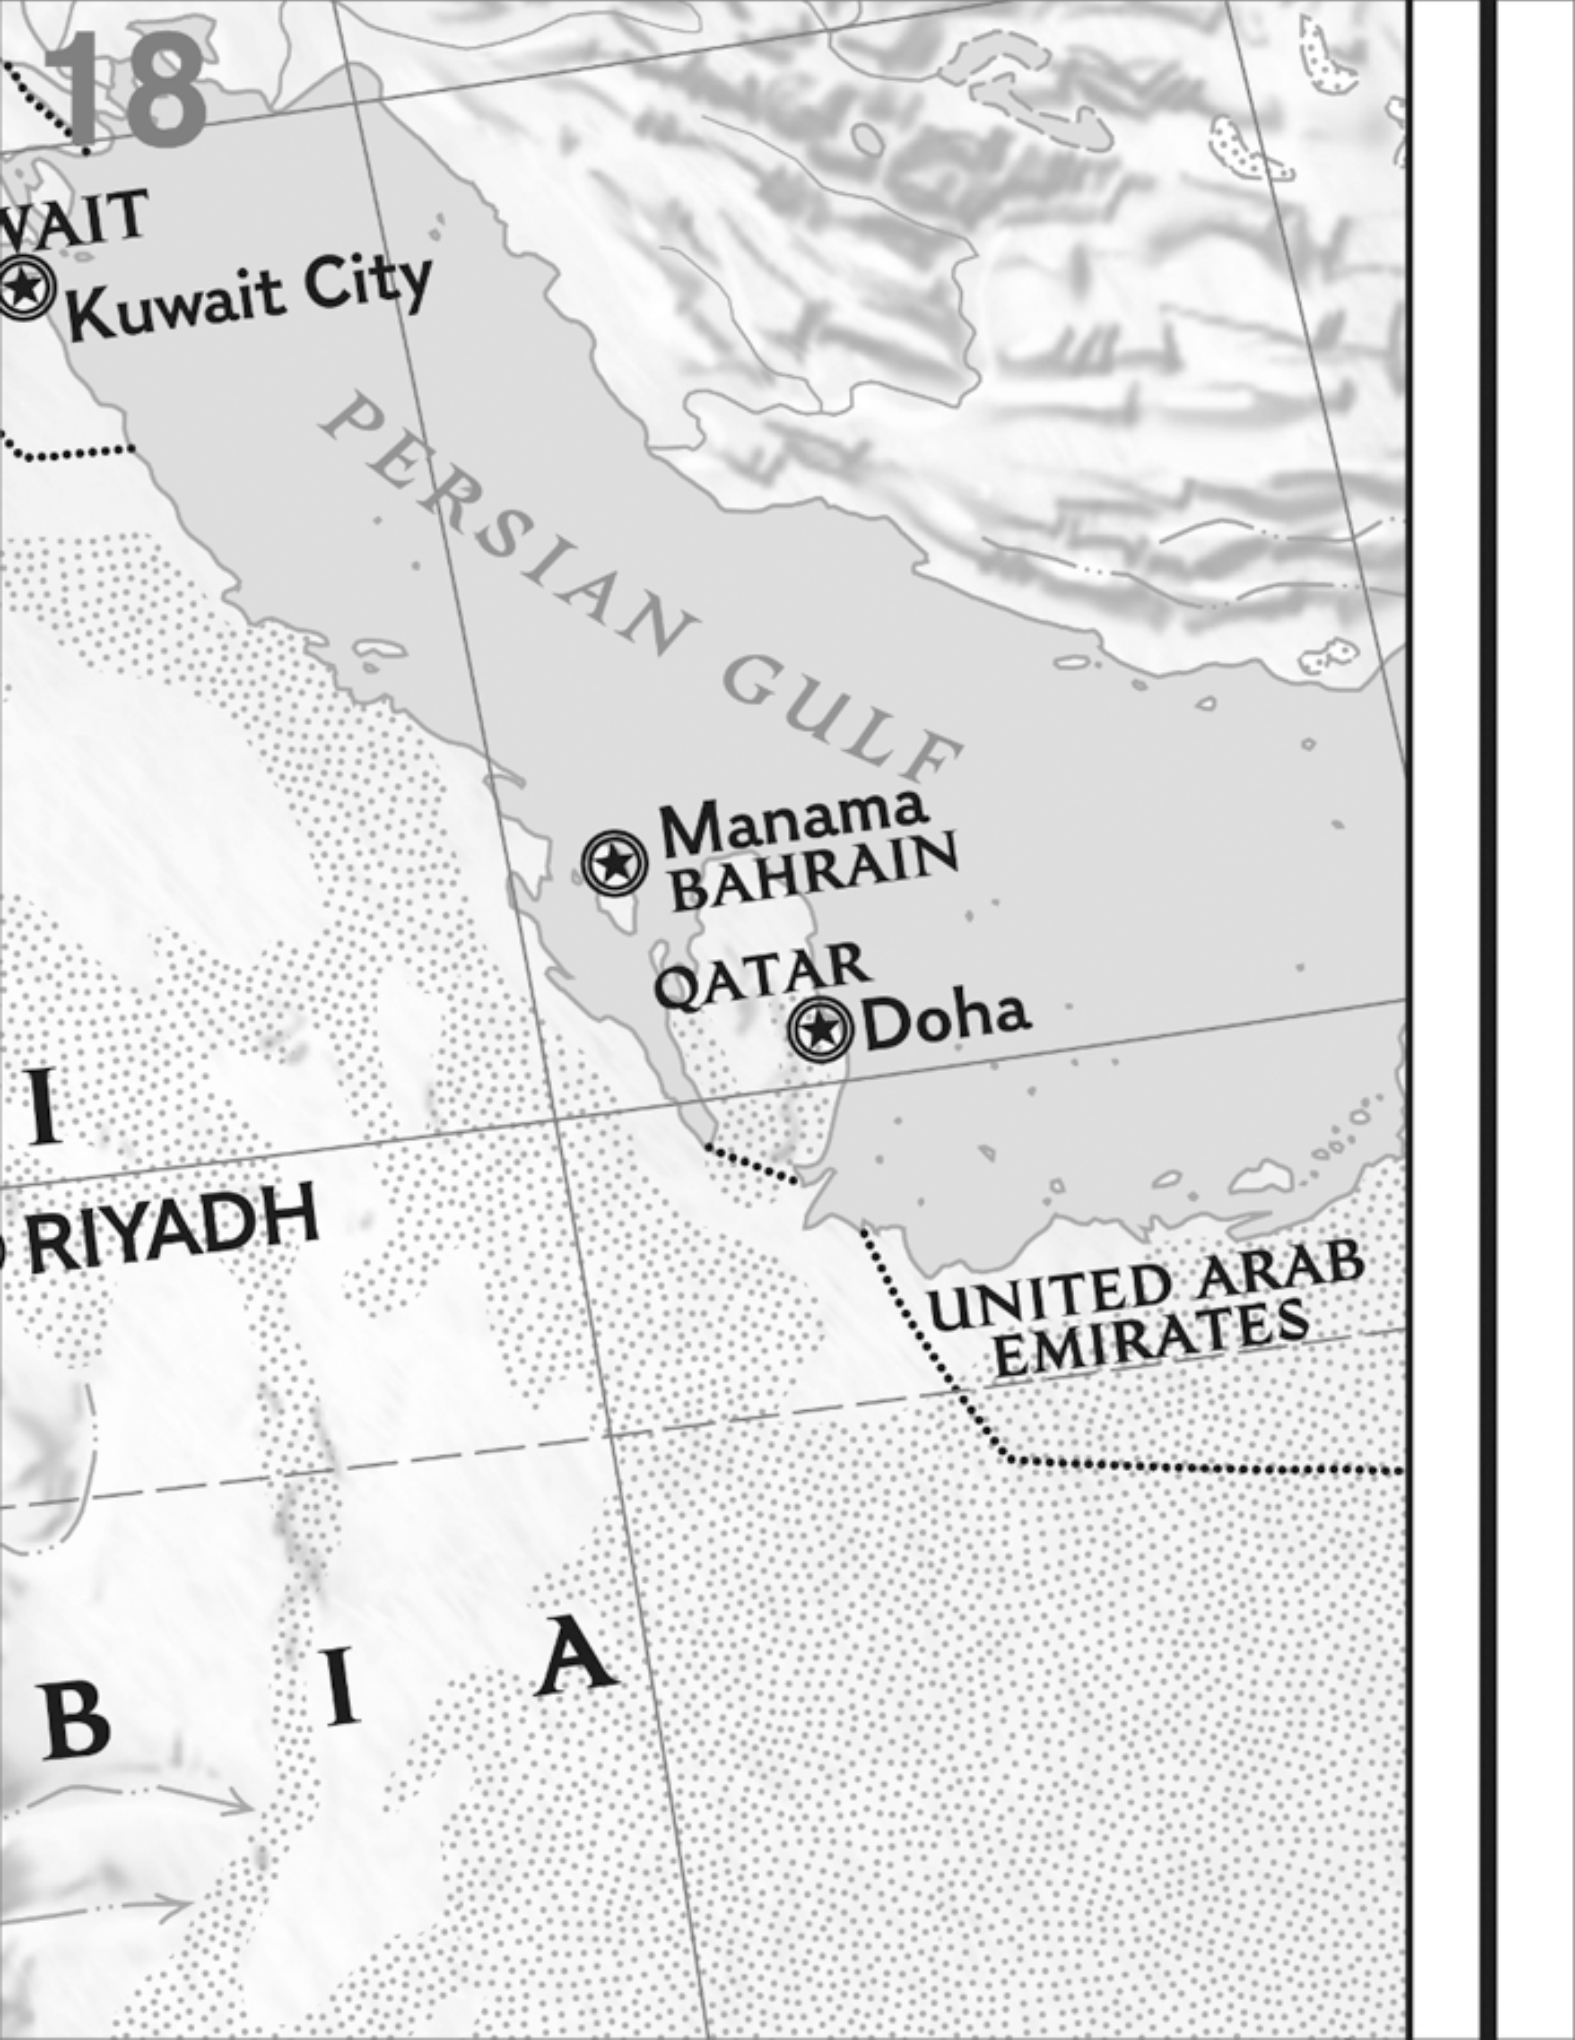 18
WAIT
Kuwait City
PERSIAN GULF
Manama
BAHRAIN
QATAR
Doha
I
RIYADH
UNITED ARAB
EMIRATES
B I A